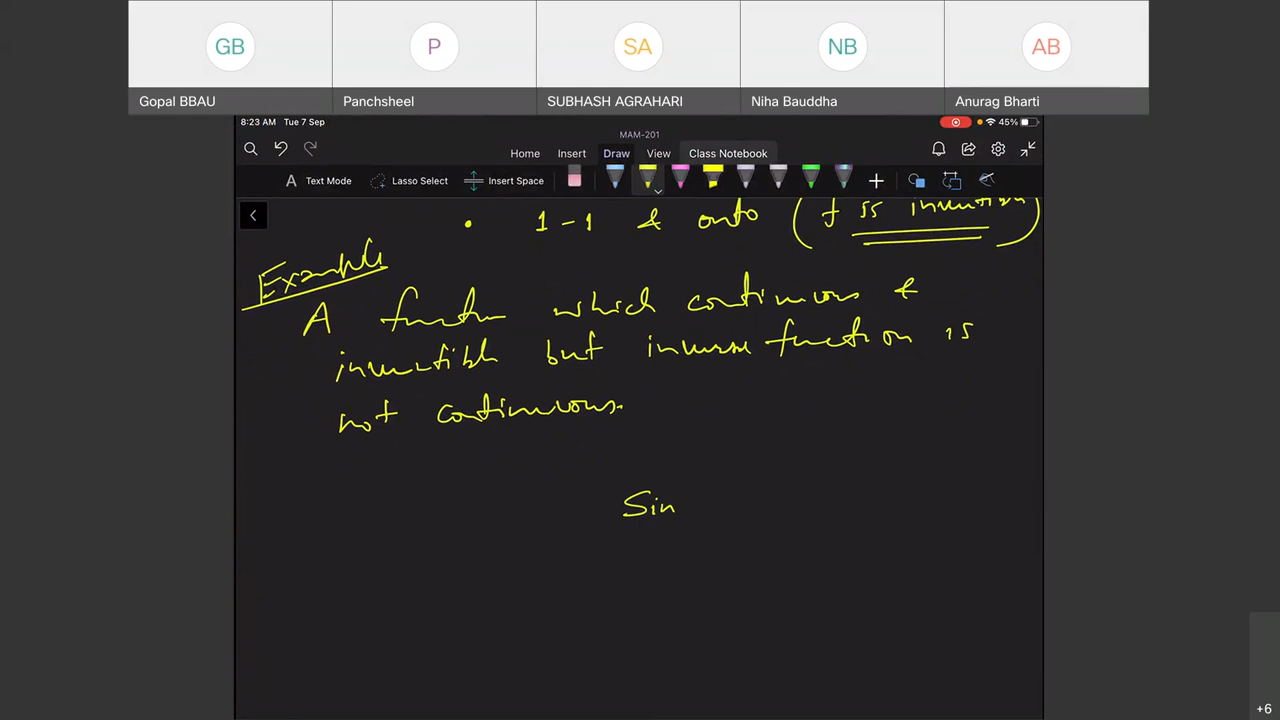 GB P SA NB AB
Gopal BBAU Panchsheel SUBHASH AGRAHARI Niha Bauddha Anurag Bharti
8:23 AM Tue 7 Sep 45%
MAM-201
Home Insert Draw View Class Notebook
Text Mode Lasso Select Insert Space
• 1-1 & onto (f is
Example
A function which continuous &
invertible but inverse function is
not continuous.
Sin
+6